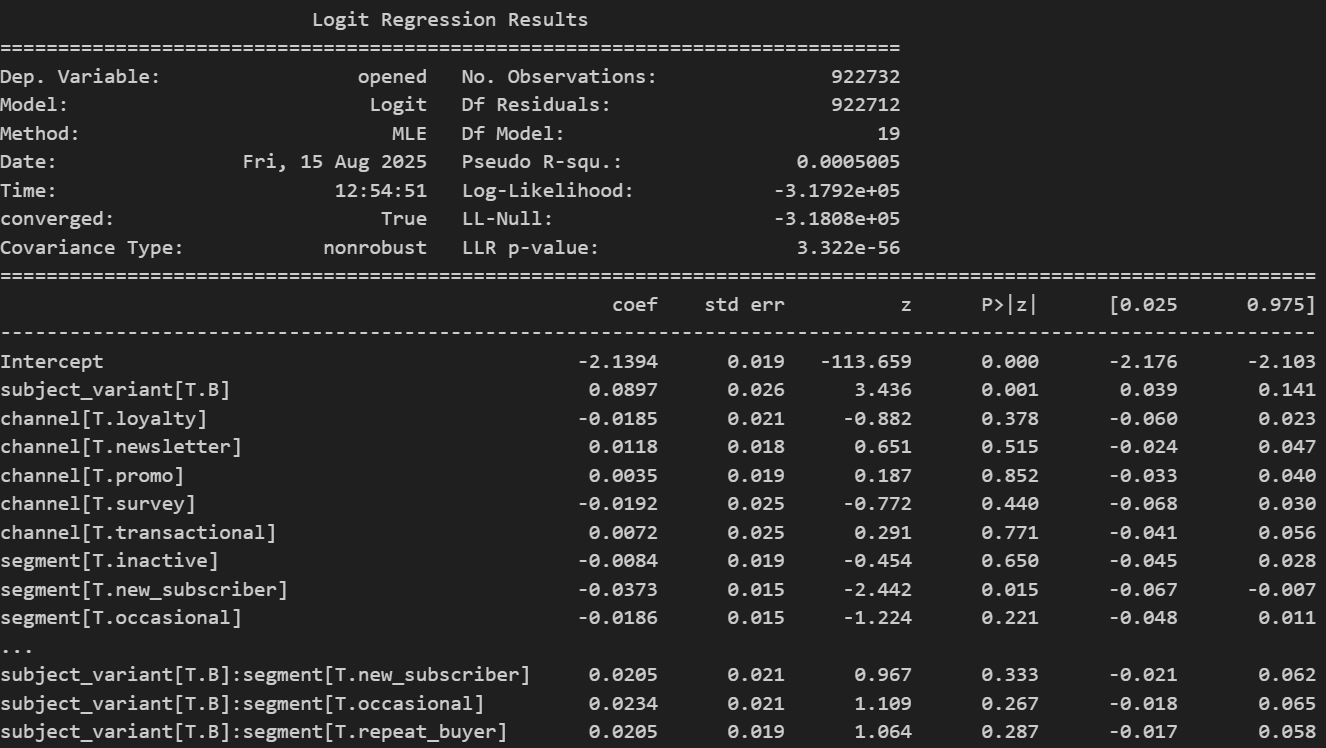 Logit Regression Results
==============================================================================
Dep. Variable:                 opened   No. Observations:               922732
Model:                          Logit   Df Residuals:                   922712
Method:                           MLE   Df Model:                           19
Date:                Fri, 15 Aug 2025   Pseudo R-squ.:               0.0005005
Time:                        12:54:51   Log-Likelihood:            -3.1792e+05
converged:                       True   LL-Null:                   -3.1808e+05
Covariance Type:            nonrobust   LLR p-value:                 3.322e-56
==================================================================================================================
                                                     coef    std err          z      P>|z|      [0.025      0.975]
------------------------------------------------------------------------------------------------------------------
Intercept                                         -2.1394      0.019   -113.659      0.000      -2.176      -2.103
subject_variant[T.B]                               0.0897      0.026      3.436      0.001       0.039       0.141
channel[T.loyalty]                                -0.0185      0.021     -0.882      0.378      -0.060       0.023
channel[T.newsletter]                              0.0118      0.018      0.651      0.515      -0.024       0.047
channel[T.promo]                                   0.0035      0.019      0.187      0.852      -0.033       0.040
channel[T.survey]                                 -0.0192      0.025     -0.772      0.440      -0.068       0.030
channel[T.transactional]                           0.0072      0.025      0.291      0.771      -0.041       0.056
segment[T.inactive]                               -0.0084      0.019     -0.454      0.650      -0.045       0.028
segment[T.new_subscriber]                         -0.0373      0.015     -2.442      0.015      -0.067      -0.007
segment[T.occasional]                             -0.0186      0.015     -1.224      0.221      -0.048       0.011
...
subject_variant[T.B]:segment[T.new_subscriber]     0.0205      0.021      0.967      0.333      -0.021       0.062
subject_variant[T.B]:segment[T.occasional]         0.0234      0.021      1.109      0.267      -0.018       0.065
subject_variant[T.B]:segment[T.repeat_buyer]       0.0205      0.019      1.064      0.287      -0.017       0.058